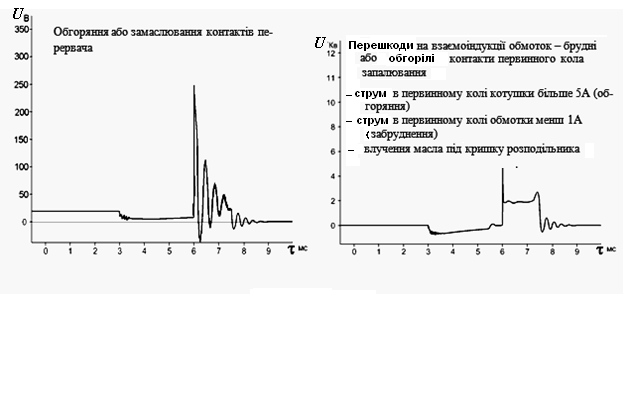 U В
350
300
250
200
150
100
50
0
Обгоряння або замаслювання контактів пе-
рервача
0 1 2 3 4 5 6 7 8 9 τ мс
U Кв
12
10
8
6
4
2
0
Перешкоди на взаємоіндукції обмоток – брудні
або обгорілі контакти первинного кола
запалювання
– струм в первинному колі котушки більше 5А (об-
горяння)
– струм в первинному колі обмотки менш 1А
(забруднення)
– влучення масла під кришку розподільника
0 1 2 3 4 5 6 7 8 9 τ мс